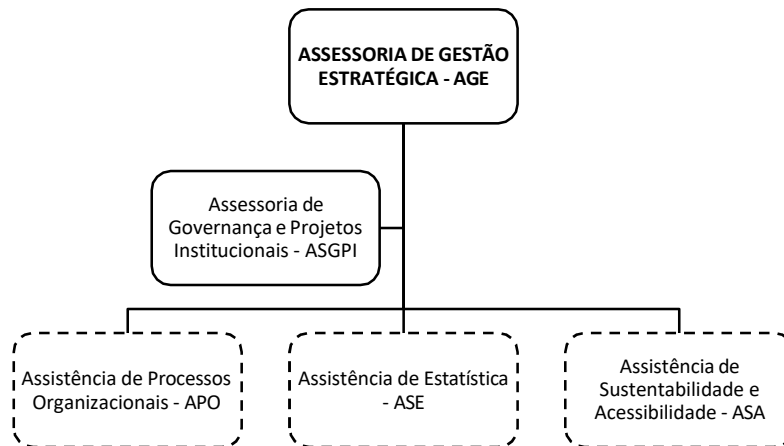 ASSESSORIA DE GESTÃO
ESTRATÉGICA - AGE
Assessoria de
Governança e Projetos
Institucionais - ASGPI
Assistência de Processos
Organizacionais - APO
Assistência de Estatística
- ASE
Assistência de
Sustentabilidade e
Acessibilidade - ASA